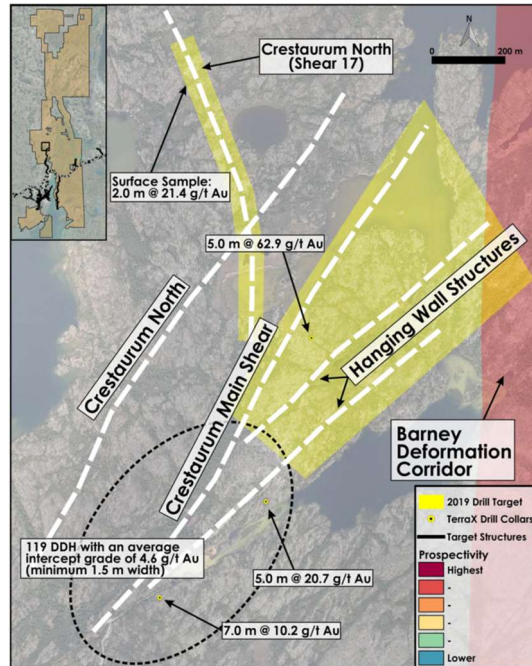 Crestaurum North
(Shear 17)
N
200 m
Surface Sample:
2.0 m @ 21.4 g/t Au
5.0 m @ 62.9 g/t Au
Crestaurum North
Crestaurum Main Shear
Hanging Wall Structures
Barney
Deformation
Corridor
119 DDH with an average
intercept grade of 4.6 g/t Au
(minimum 1.5 m width)
5.0 m @ 20.7 g/t Au
7.0 m @ 10.2 g/t Au
2019 Drill Target
TerraX Drill Collars
Target Structures
Prospectivity
Highest
-
-
-
-
Lower